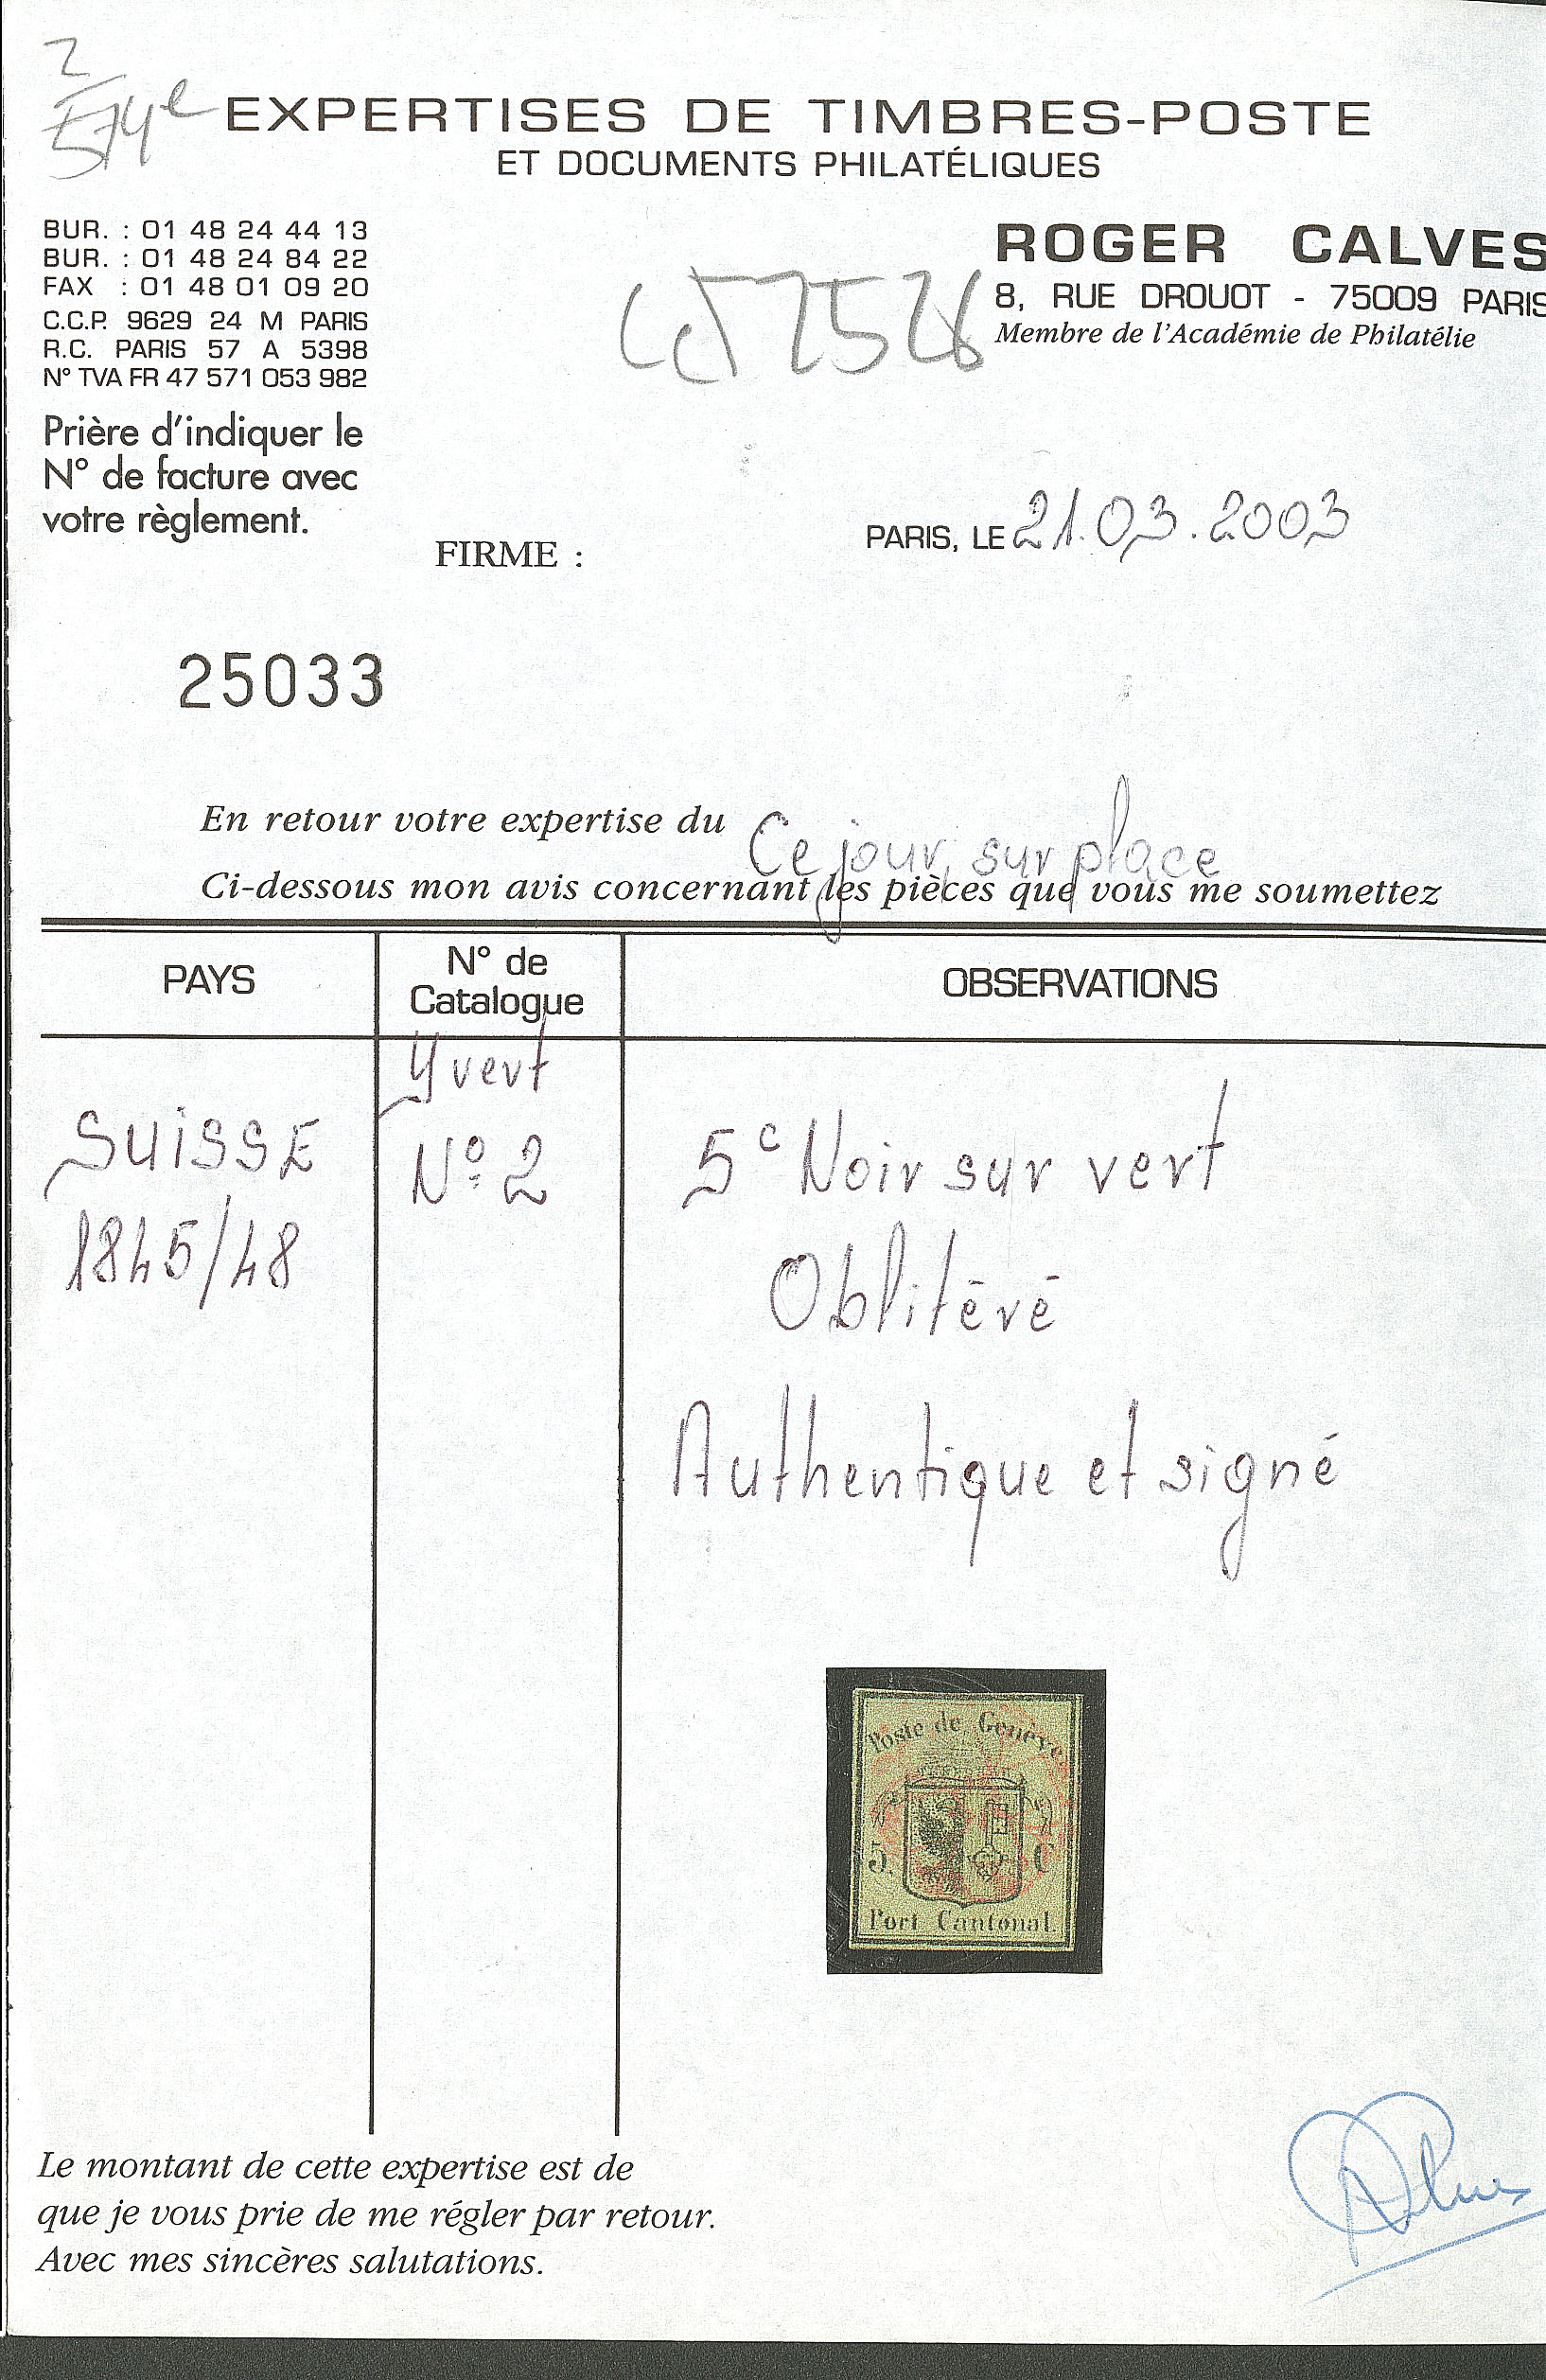 EXPERTISES DE TIMBRES-POSTE
ET DOCUMENTS PHILATÉLIQUES
BUR. : 01 48 24 44 13
BUR. : 01 48 24 84 22
FAX : 01 48 01 09 20
C.C.P. 9629 24 M PARIS
R.C. PARIS 57 A 5398
N° TVA FR 47 571 053 982
Prière d'indiquer le
N° de facture avec
votre règlement.
ROGER CALVES
8, RUE DROUOT - 75009 PARIS
Membre de l'Académie de Philatélie
FIRME :
PARIS, LE 21.03.2003
25033
En retour votre expertise du Ce jour, sur place
Ci-dessous mon avis concernant les pièces que vous me soumettez
PAYS
N° de
Catalogue
OBSERVATIONS
SUISSE
1845/48
Yvert
N° 2
5c Noir sur vert
Oblitéré
Authentique et signé
Poste de Genève
5. C
Port Cantonal.
Le montant de cette expertise est de
que je vous prie de me régler par retour.
Avec mes sincères salutations.